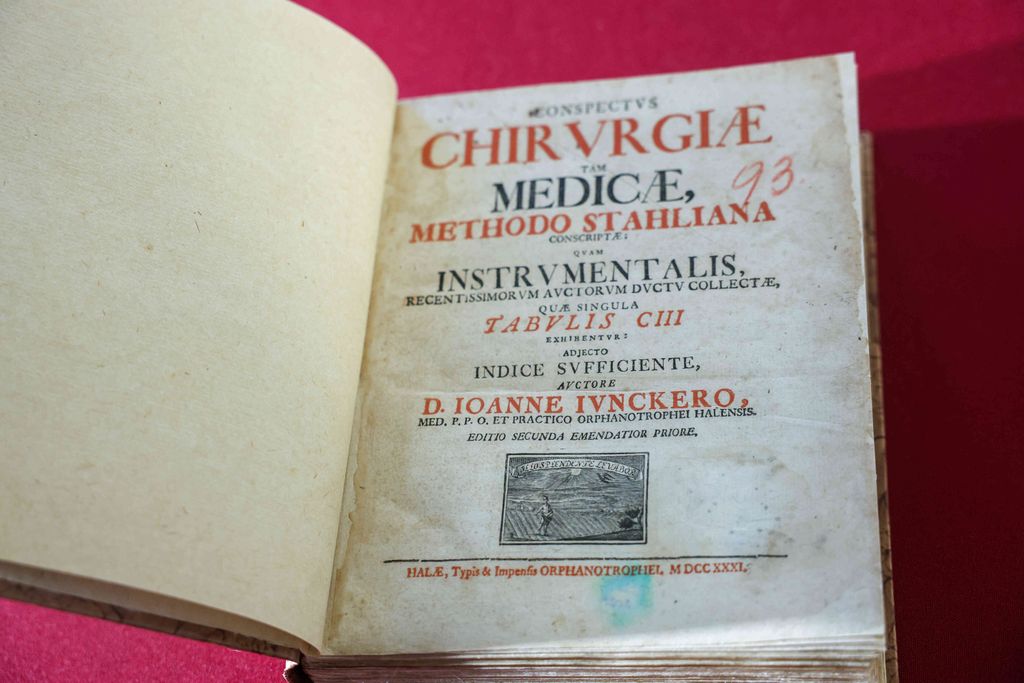 CONSPECTVS
CHIRVRGIÆ
TAM
MEDICÆ,
93.
METHODO STAHLIANA
CONSCRIPTÆ;
QVAM
INSTRVMENTALIS,
RECENTISSIMORVM AVCTORVM DVCTV COLLECTÆ,
QUÆ SINGULA
TABVLIS CIII
EXHIBENTVR:
ADJECTO
INDICE SVFFICIENTE,
AVCTORE
D. IOANNE IVNCKERO,
MED. P. P. O. ET PRACTICO ORPHANOTROPHEI HALENSIS.
EDITIO SECUNDA EMENDATIOR PRIORE.
HALÆ, Typis & Impensis ORPHANOTROPHEI, M DCC XXXI.